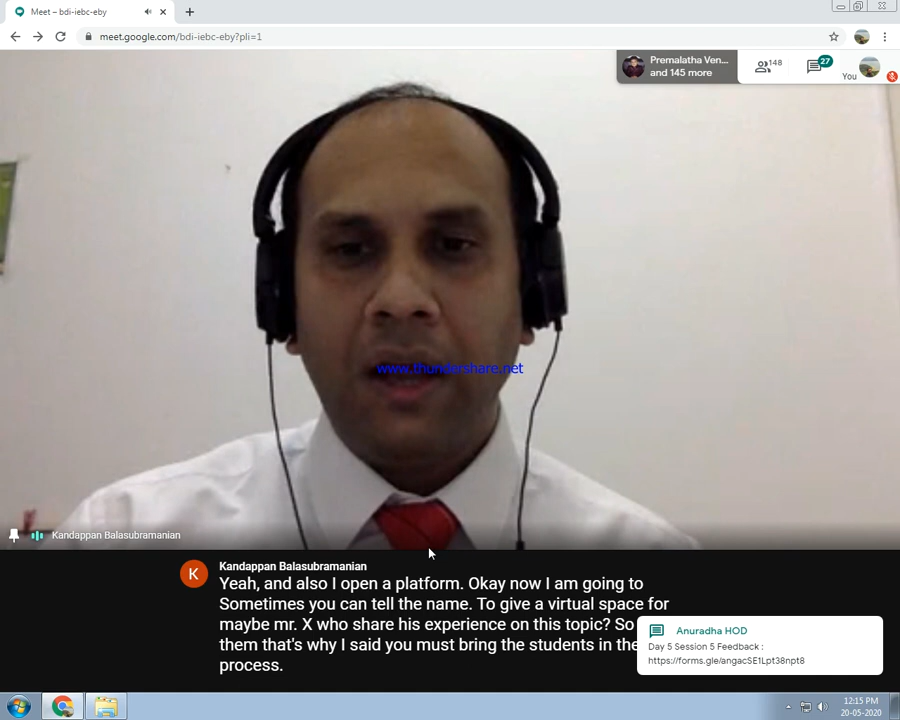 Meet – bdi-iebc-eby
meet.google.com/bdi-iebc-eby?pli=1
Premalatha Ven...
and 145 more
148
27
You
www.thundershare.net
Kandappan Balasubramanian
K
Kandappan Balasubramanian
Yeah, and also I open a platform. Okay now I am going to
Sometimes you can tell the name. To give a virtual space for
maybe mr. X who share his experience on this topic? So
them that's why I said you must bring the students in the
process.
Anuradha HOD
Day 5 Session 5 Feedback :
https://forms.gle/angacSE1Lpt38npt8
12:15 PM
20-05-2020